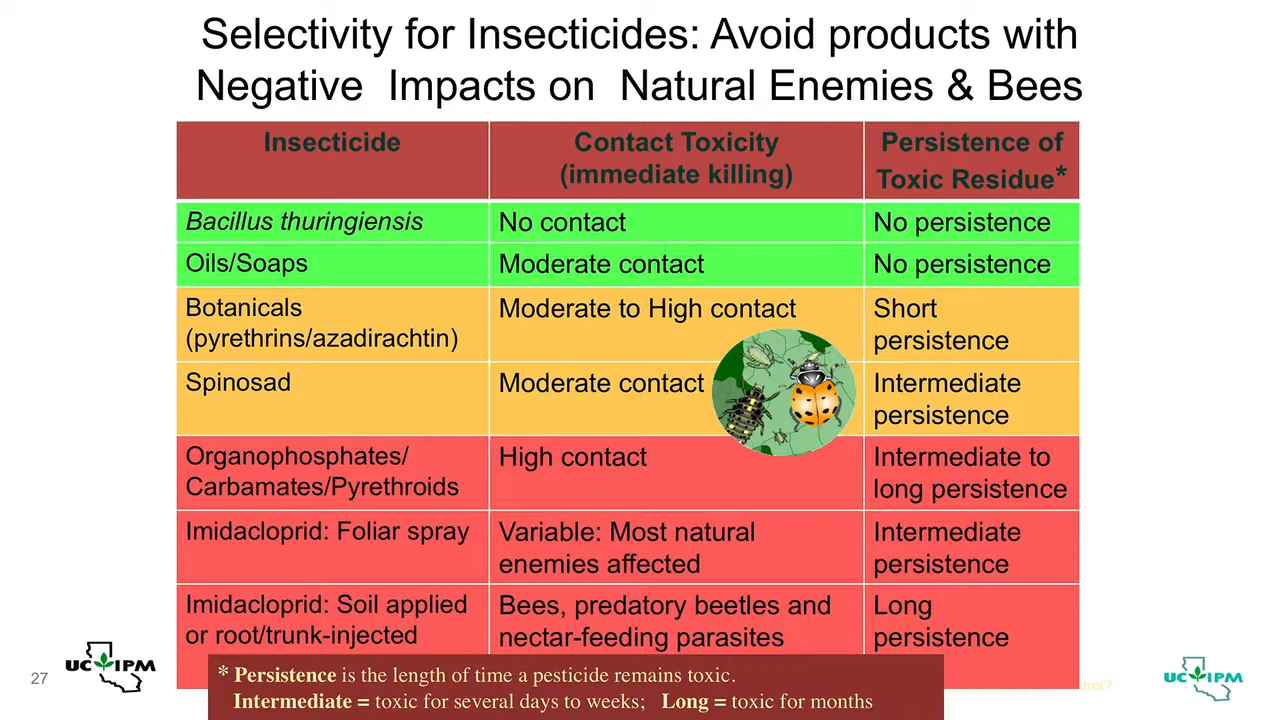 Selectivity for Insecticides: Avoid products with
Negative Impacts on Natural Enemies & Bees
Insecticide
Contact Toxicity
(immediate killing)
Persistence of
Toxic Residue*
Bacillus thuringiensis
No contact
No persistence
Oils/Soaps
Moderate contact
No persistence
Botanicals
(pyrethrins/azadirachtin)
Moderate to High contact
Short
persistence
Spinosad
Moderate contact
Intermediate
persistence
Organophosphates/
Carbamates/Pyrethroids
High contact
Intermediate to
long persistence
Imidacloprid: Foliar spray
Variable: Most natural
enemies affected
Intermediate
persistence
Imidacloprid: Soil applied
or root/trunk-injected
Bees, predatory beetles and
nectar-feeding parasites
Long
persistence
* Persistence is the length of time a pesticide remains toxic.
Intermediate = toxic for several days to weeks; Long = toxic for months
27
UC IPM
UC IPM